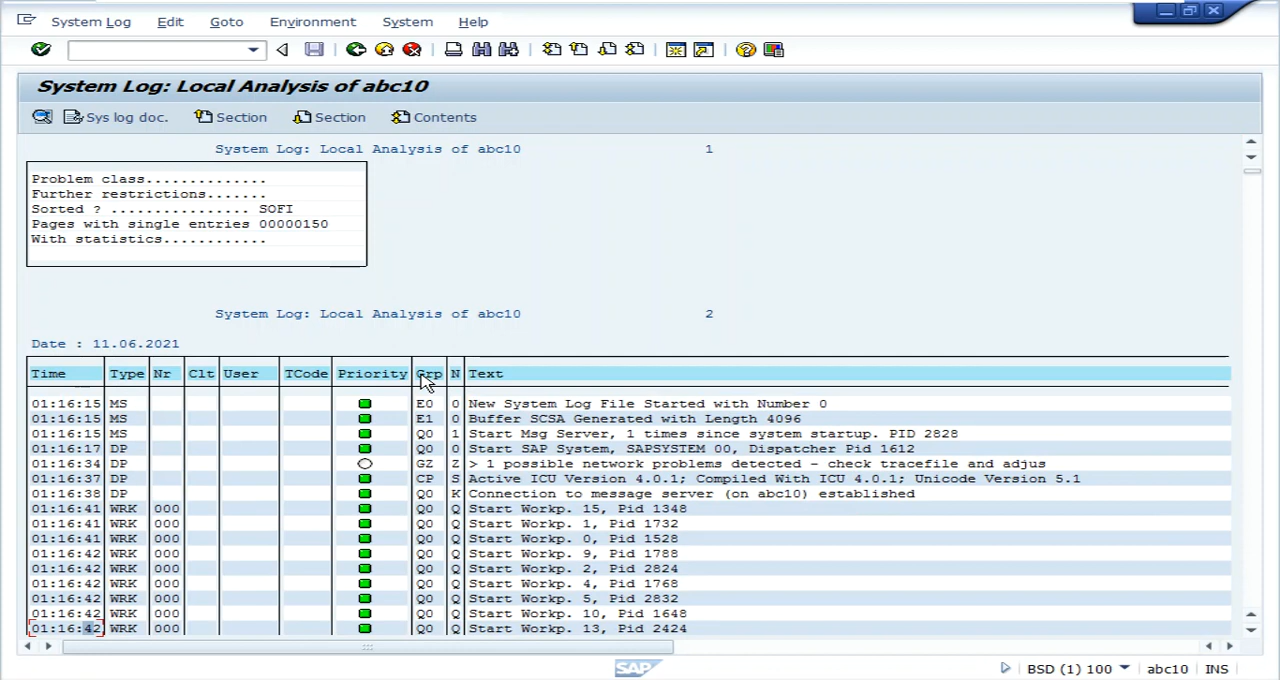 System Log Edit Goto Environment System Help
System Log: Local Analysis of abc10
Sys log doc. Section Section Contents
System Log: Local Analysis of abc10 1
Problem class..............
Further restrictions.......
Sorted ? ................ SOFI
Pages with single entries 00000150
With statistics............
System Log: Local Analysis of abc10 2
Date : 11.06.2021
Time Type Nr Clt User TCode Priority Grp N Text
01:16:15 MS E0 0 New System Log File Started with Number 0
01:16:15 MS E1 0 Buffer SCSA Generated with Length 4096
01:16:15 MS Q0 1 Start Msg Server, 1 times since system startup. PID 2828
01:16:17 DP Q0 0 Start SAP System, SAPSYSTEM 00, Dispatcher Pid 1612
01:16:34 DP GZ Z > 1 possible network problems detected - check tracefile and adjus
01:16:37 DP CP S Active ICU Version 4.0.1; Compiled With ICU 4.0.1; Unicode Version 5.1
01:16:38 DP Q0 K Connection to message server (on abc10) established
01:16:41 WRK 000 Q0 Q Start Workp. 15, Pid 1348
01:16:41 WRK 000 Q0 Q Start Workp. 1, Pid 1732
01:16:41 WRK 000 Q0 Q Start Workp. 0, Pid 1528
01:16:42 WRK 000 Q0 Q Start Workp. 9, Pid 1788
01:16:42 WRK 000 Q0 Q Start Workp. 2, Pid 2824
01:16:42 WRK 000 Q0 Q Start Workp. 4, Pid 1768
01:16:42 WRK 000 Q0 Q Start Workp. 5, Pid 2832
01:16:42 WRK 000 Q0 Q Start Workp. 10, Pid 1648
01:16:42 WRK 000 Q0 Q Start Workp. 13, Pid 2424
SAP BSD (1) 100 abc10 INS